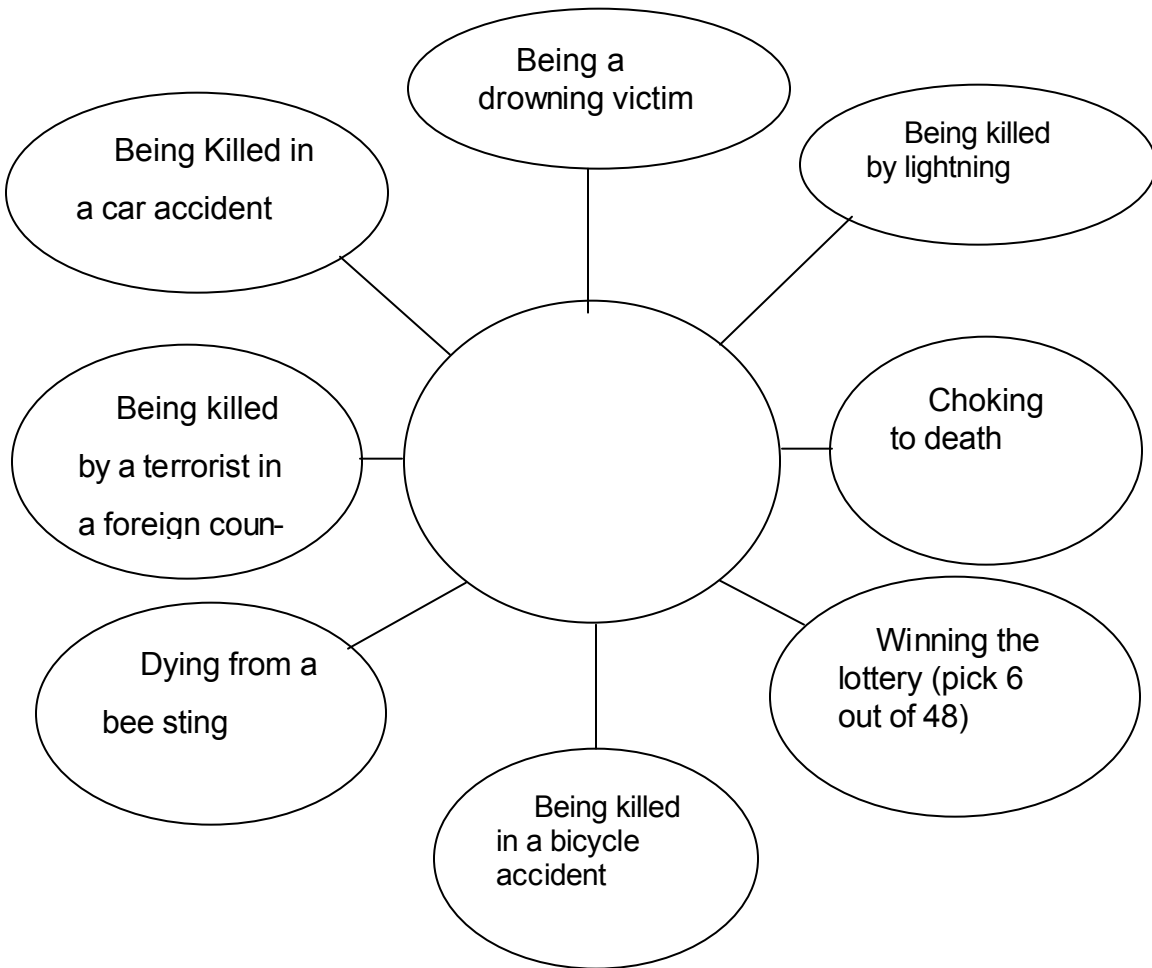 Being a
drowning victim
Being Killed in
a car accident
Being killed
by lightning
Being killed
by a terrorist in
a foreign coun-
Choking
to death
Dying from a
bee sting
Winning the
lottery (pick 6
out of 48)
Being killed
in a bicycle
accident